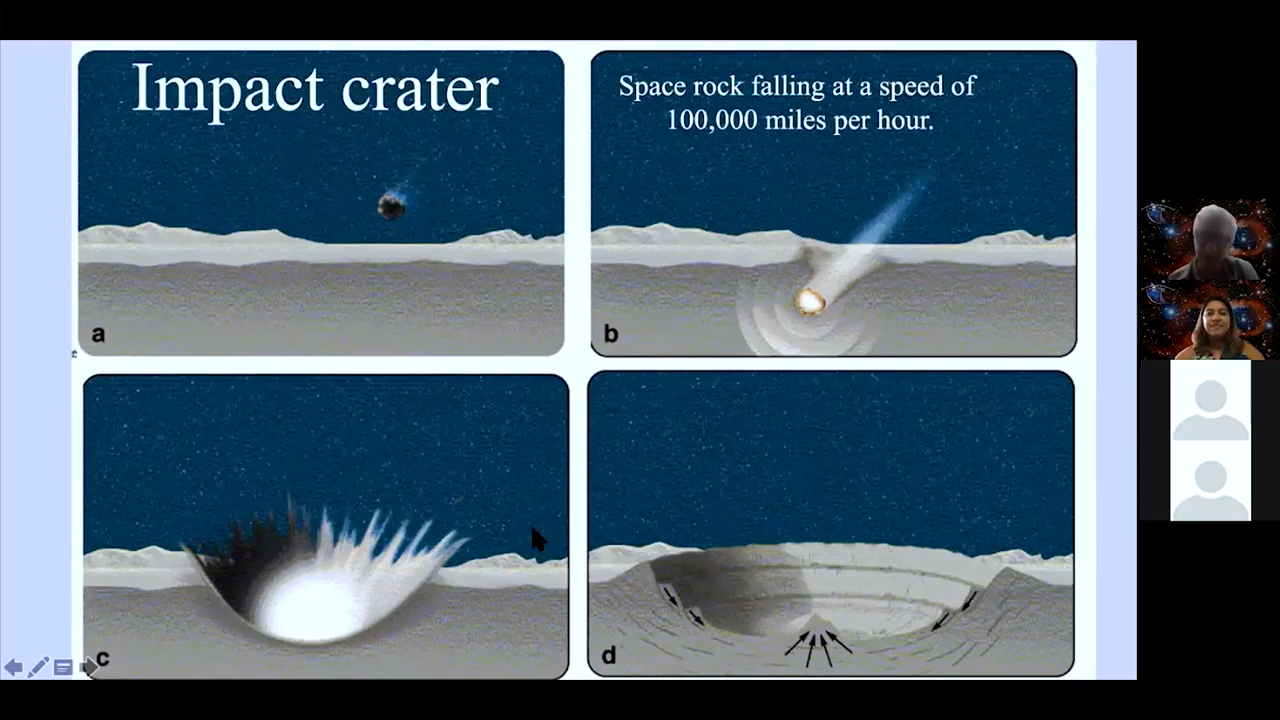 Impact crater
Space rock falling at a speed of
100,000 miles per hour.
a
b
e
c
d